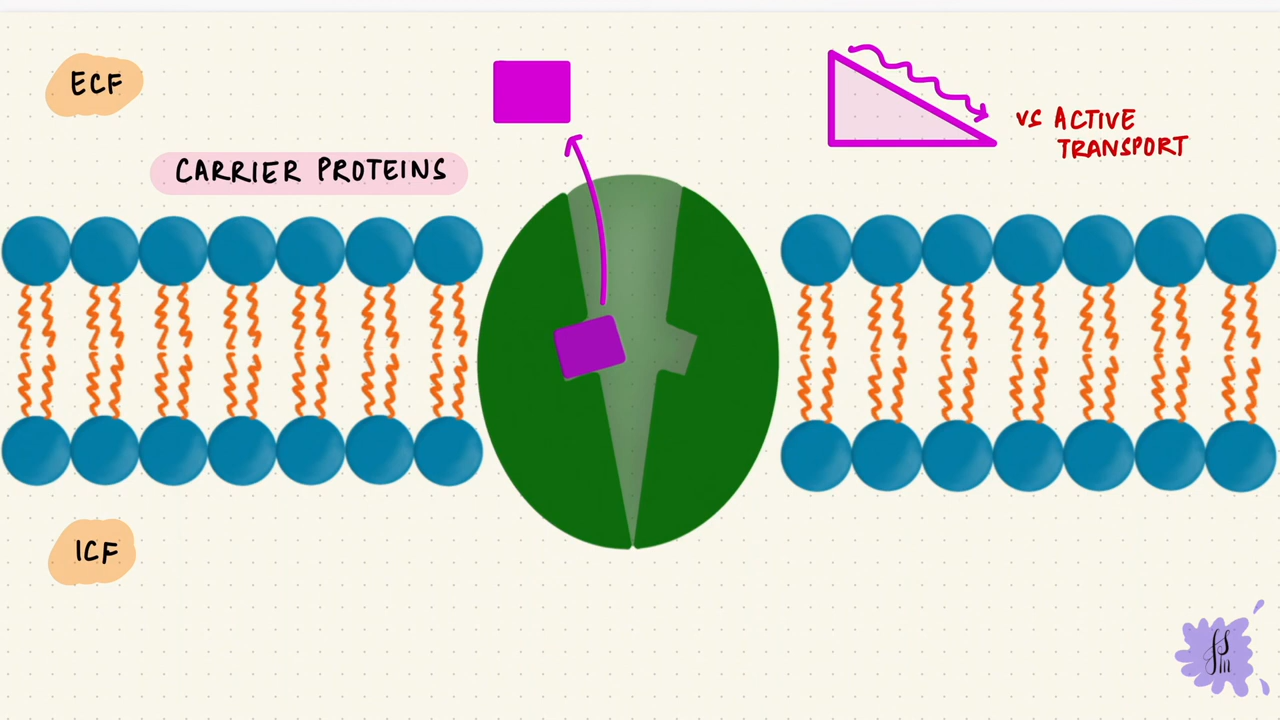 ECF
CARRIER PROTEINS
VS ACTIVE
TRANSPORT
ICF